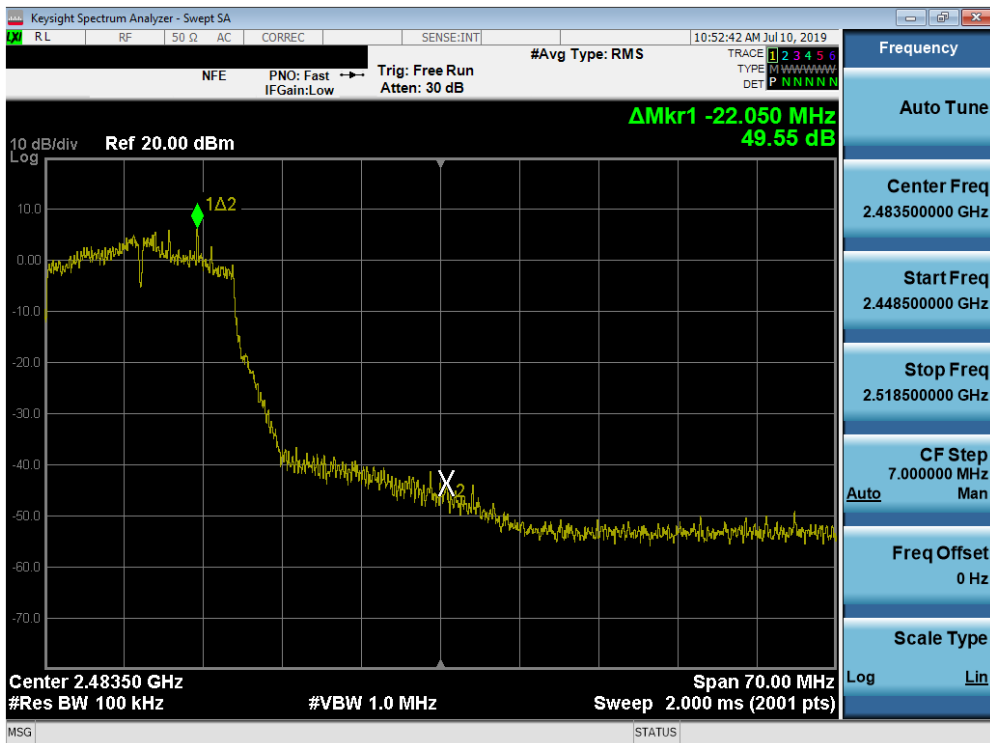 Keysight Spectrum Analyzer - Swept SA
LXI RL RF 50 Ω AC CORREC SENSE:INT 10:52:42 AM Jul 10, 2019
NFE PNO: Fast Trig: Free Run #Avg Type: RMS TRACE 1 2 3 4 5 6
IFGain:Low Atten: 30 dB TYPE M WWWWW
DET P N N N N N
ΔMkr1 -22.050 MHz
49.55 dB
10 dB/div Ref 20.00 dBm
Log
1Δ2
10.0
0.00
-10.0
-20.0
-30.0
-40.0
-50.0
-60.0
-70.0
Center 2.48350 GHz Span 70.00 MHz
#Res BW 100 kHz #VBW 1.0 MHz Sweep 2.000 ms (2001 pts)
MSG STATUS
Frequency
Auto Tune
Center Freq
2.483500000 GHz
Start Freq
2.448500000 GHz
Stop Freq
2.518500000 GHz
CF Step
7.000000 MHz
Auto Man
Freq Offset
0 Hz
Scale Type
Log Lin